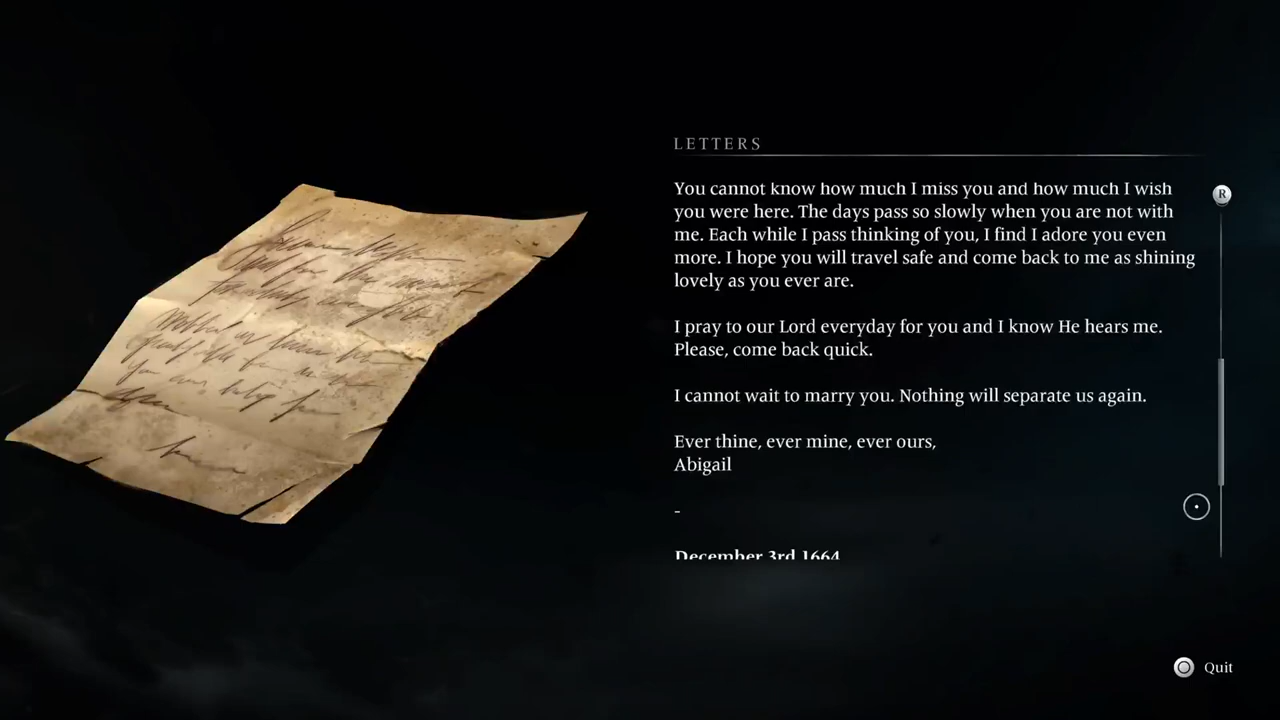 LETTERS
You cannot know how much I miss you and how much I wish
you were here. The days pass so slowly when you are not with
me. Each while I pass thinking of you, I find I adore you even
more. I hope you will travel safe and come back to me as shining
lovely as you ever are.
I pray to our Lord everyday for you and I know He hears me.
Please, come back quick.
I cannot wait to marry you. Nothing will separate us again.
Ever thine, ever mine, ever ours,
Abigail
-
December 3rd 1664
R
Quit